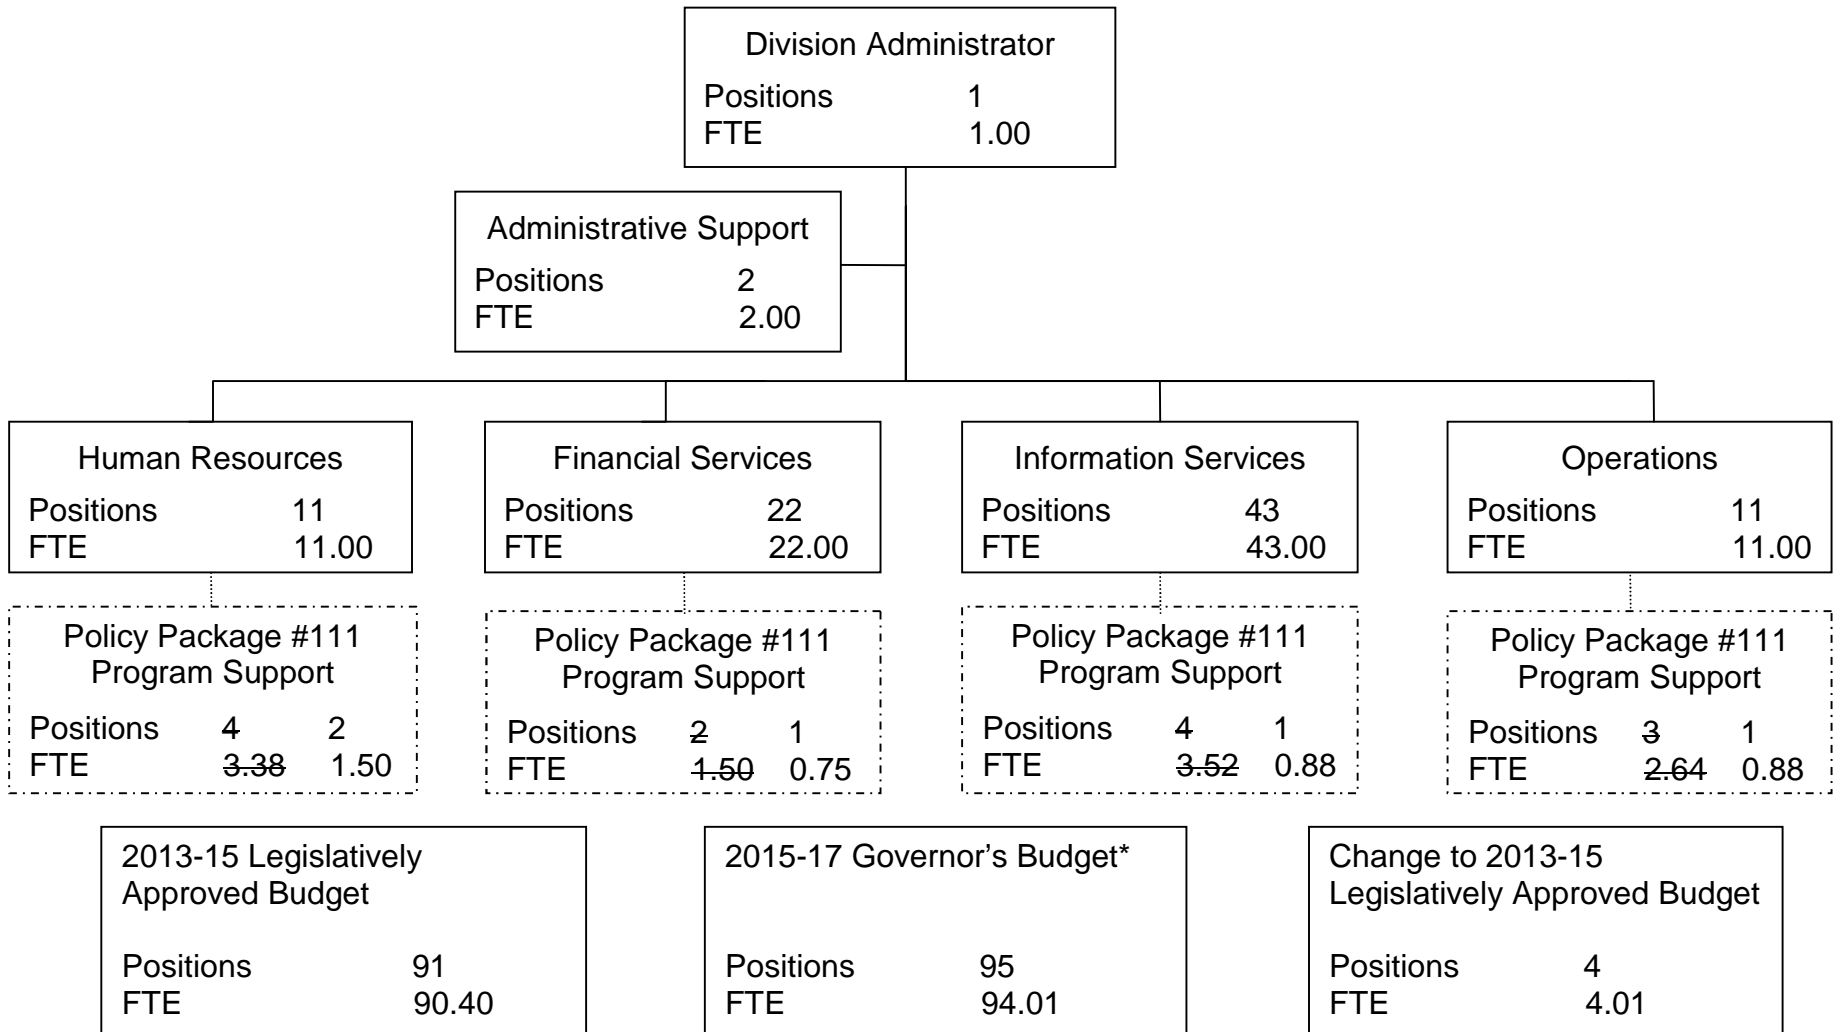 Division Administrator
Positions 1
FTE 1.00
Administrative Support
Positions 2
FTE 2.00
Human Resources
Positions 11
FTE 11.00
Financial Services
Positions 22
FTE 22.00
Information Services
Positions 43
FTE 43.00
Operations
Positions 11
FTE 11.00
Policy Package #111
Program Support
Positions 4 2
FTE 3.38 1.50
Policy Package #111
Program Support
Positions 2 1
FTE 1.50 0.75
Policy Package #111
Program Support
Positions 4 1
FTE 3.52 0.88
Policy Package #111
Program Support
Positions 3 1
FTE 2.64 0.88
2013-15 Legislatively
Approved Budget
Positions 91
FTE 90.40
2015-17 Governor’s Budget*
Positions 95
FTE 94.01
Change to 2013-15
Legislatively Approved Budget
Positions 4
FTE 4.01